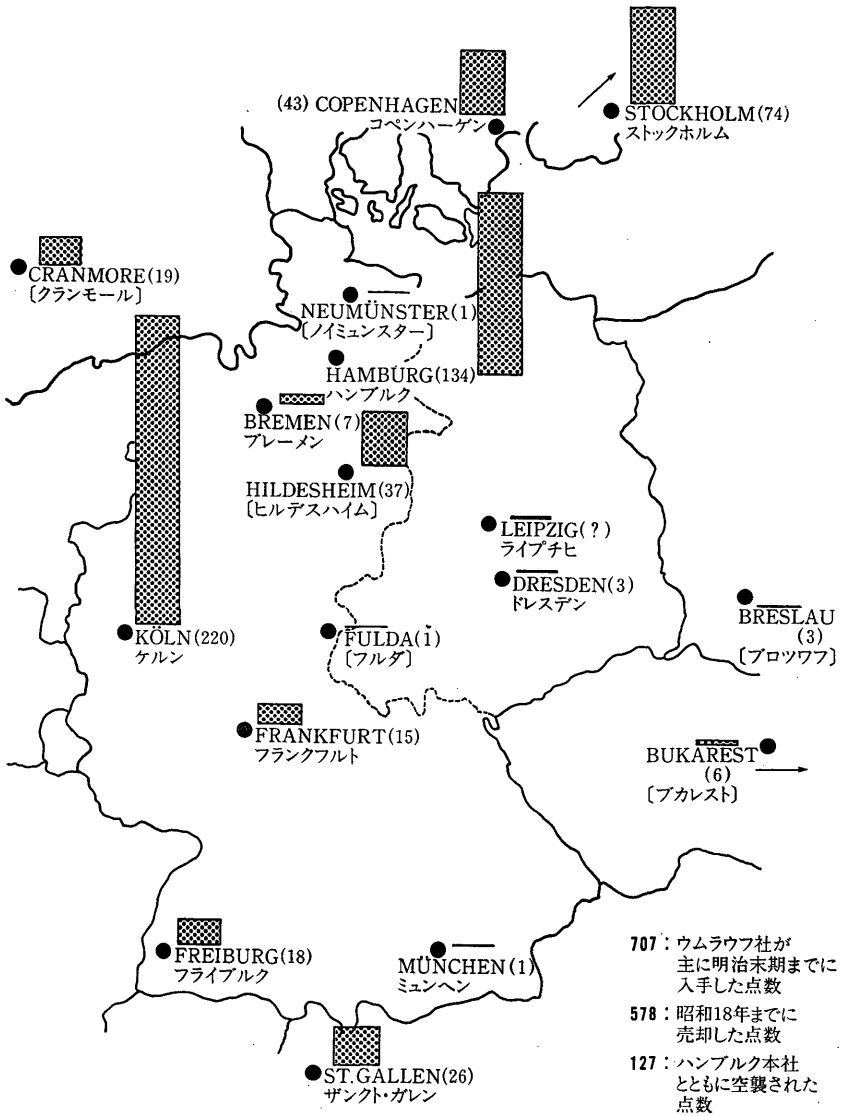 (43) COPENHAGEN
コペンハーゲン
STOCKHOLM(74)
ストックホルム
CRANMORE(19)
〔クランモール〕
NEUMÜNSTER(1)
〔ノイミュンスター〕
HAMBURG(134)
ハンブルク
BREMEN(7)
ブレーメン
HILDESHEIM(37)
〔ヒルデスハイム〕
LEIPZIG(?)
ライプチヒ
DRESDEN(3)
ドレスデン
BRESLAU
(3)
〔ブロツワフ〕
KÖLN(220)
ケルン
FULDA(1)
〔フルダ〕
FRANKFURT(15)
フランクフルト
BUKAREST
(6)
〔ブカレスト〕
FREIBURG(18)
フライブルク
MÜNCHEN(1)
ミュンヘン
ST.GALLEN(26)
ザンクト・ガレン
707：ウムラウフ社が
主に明治末期までに
入手した点数
578：昭和18年までに
売却した点数
127：ハンブルク本社
とともに空襲された
点数